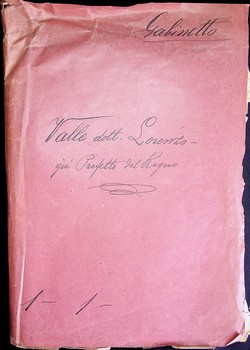 Gabinetto
Valle dott. Lorenzo -
già Prefetto del Regno
1 - 1 -